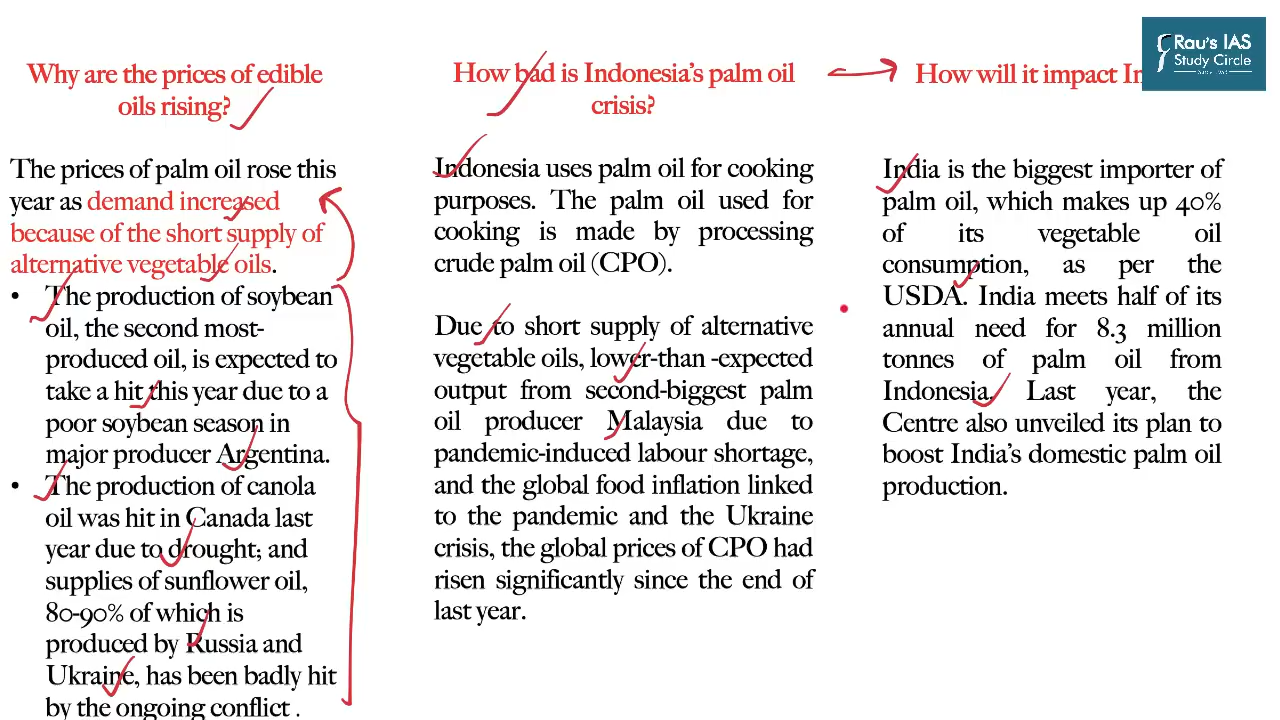 Rau's IAS
Study Circle
Why are the prices of edible
oils rising?
The prices of palm oil rose this
year as demand increased
because of the short supply of
alternative vegetable oils.
• The production of soybean
oil, the second most-
produced oil, is expected to
take a hit this year due to a
poor soybean season in
major producer Argentina.
• The production of canola
oil was hit in Canada last
year due to drought; and
supplies of sunflower oil,
80-90% of which is
produced by Russia and
Ukraine, has been badly hit
by the ongoing conflict .
How bad is Indonesia's palm oil
crisis?
Indonesia uses palm oil for cooking
purposes. The palm oil used for
cooking is made by processing
crude palm oil (CPO).
Due to short supply of alternative
vegetable oils, lower-than -expected
output from second-biggest palm
oil producer Malaysia due to
pandemic-induced labour shortage,
and the global food inflation linked
to the pandemic and the Ukraine
crisis, the global prices of CPO had
risen significantly since the end of
last year.
How will it impact
India is the biggest importer of
palm oil, which makes up 40%
of its vegetable oil
consumption, as per the
USDA. India meets half of its
annual need for 8.3 million
tonnes of palm oil from
Indonesia. Last year, the
Centre also unveiled its plan to
boost India's domestic palm oil
production.